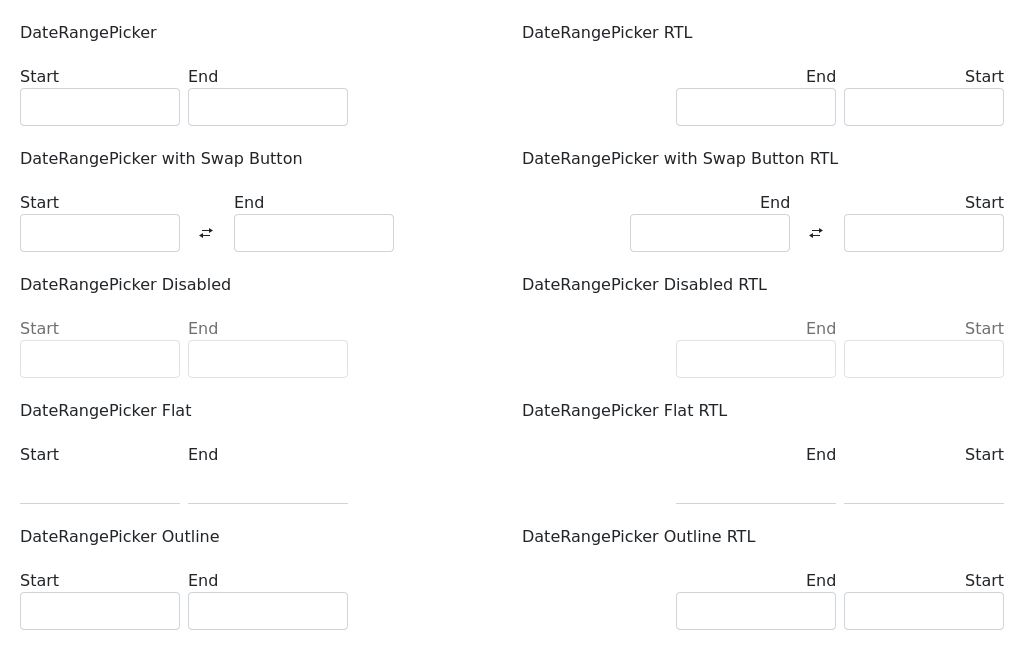 DateRangePicker DateRangePicker RTL
Start End End Start
DateRangePicker with Swap Button DateRangePicker with Swap Button RTL
Start End End Start
DateRangePicker Disabled DateRangePicker Disabled RTL
Start End End Start
DateRangePicker Flat DateRangePicker Flat RTL
Start End End Start
DateRangePicker Outline DateRangePicker Outline RTL
Start End End Start